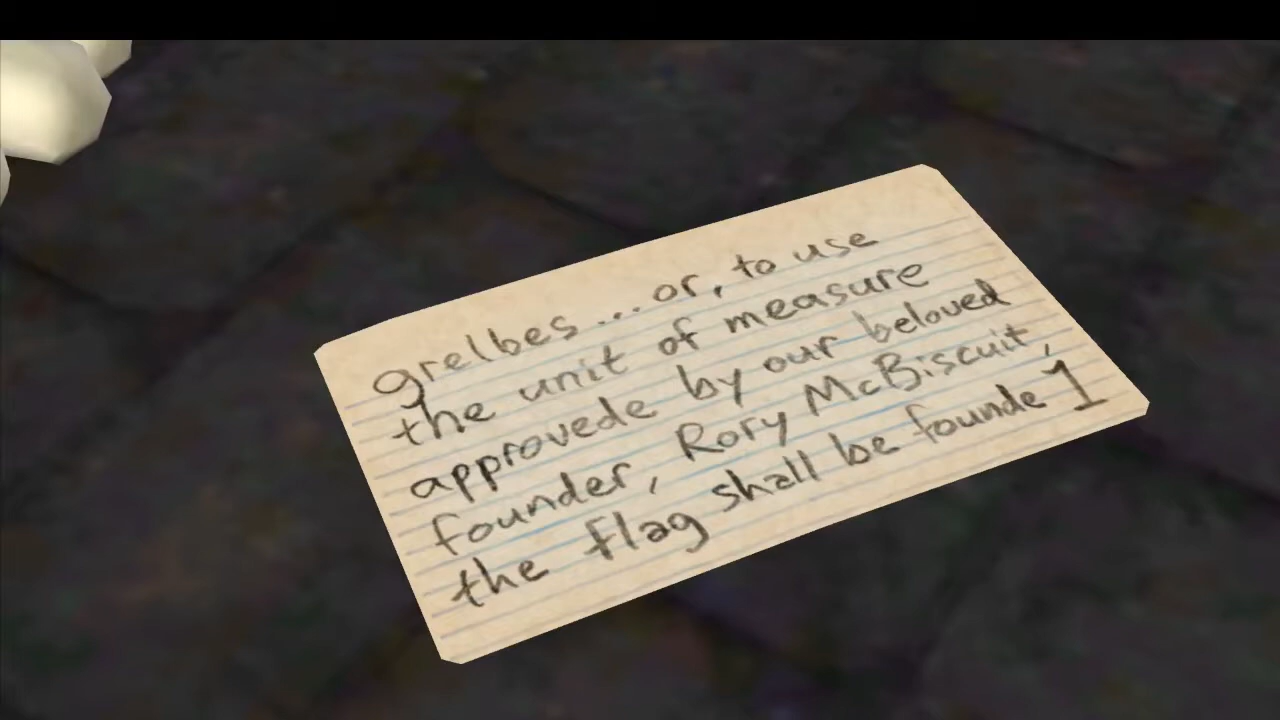 grelbes... or, to use
the unit of measure
approvede by our beloved
founder, Rory McBiscuit,
the flag shall be founde 1